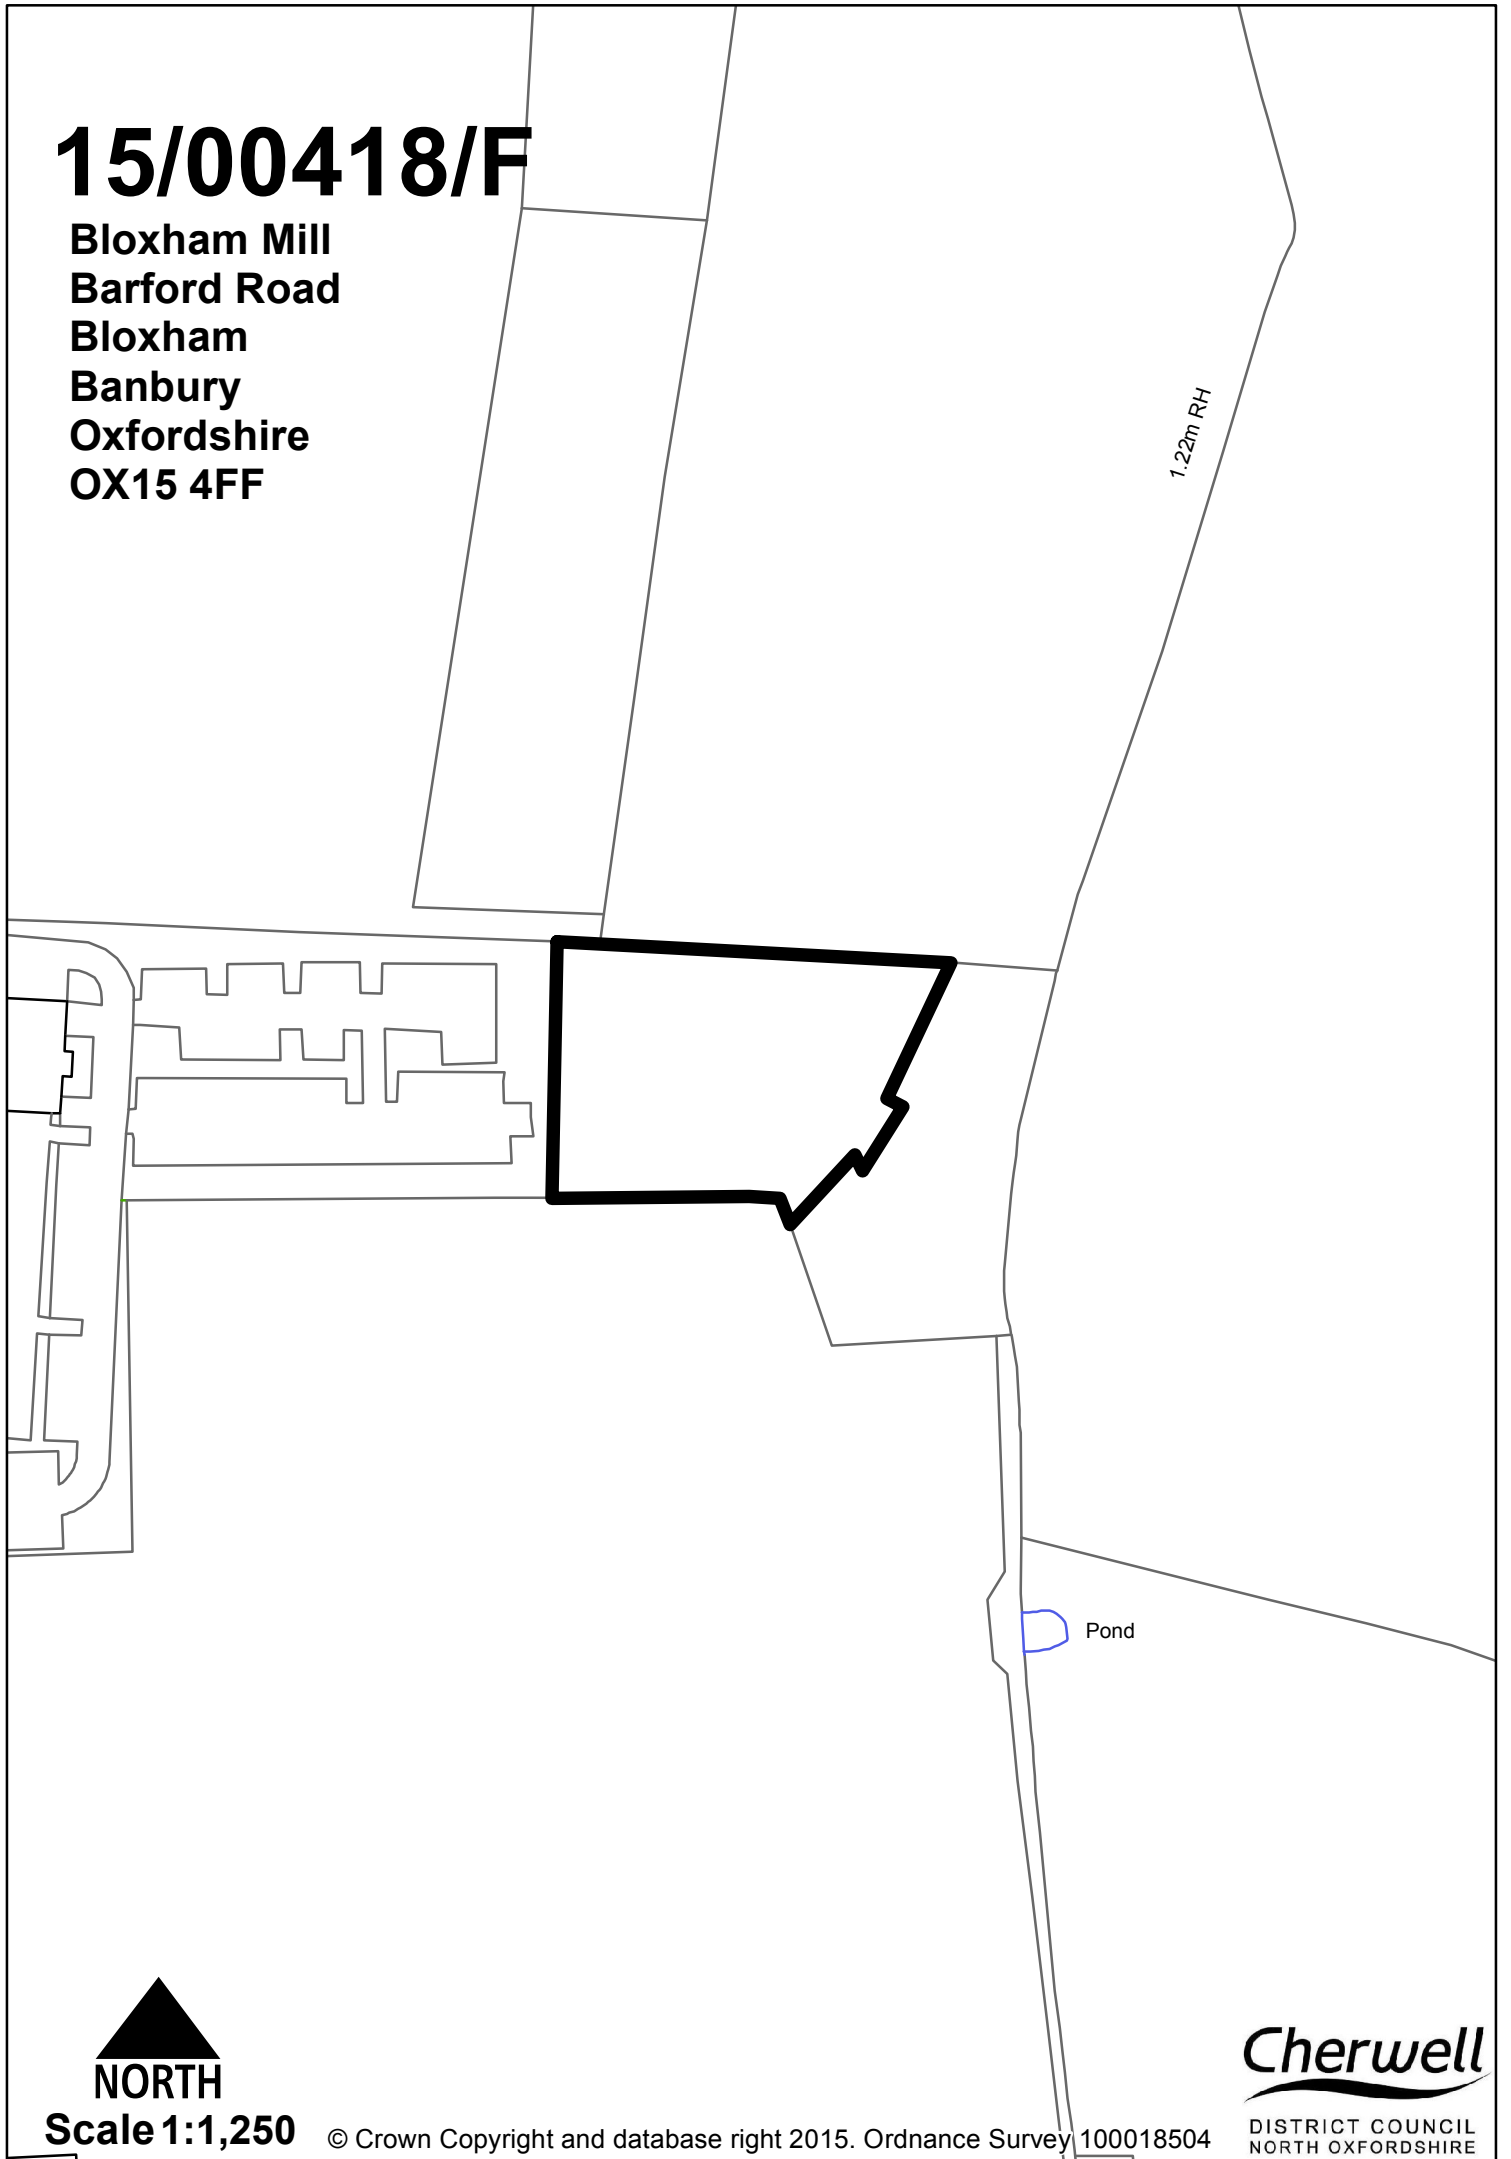 15/00418/F
Bloxham Mill
Barford Road
Bloxham
Banbury
Oxfordshire
OX15 4FF
1.22m RH
Pond
NORTH
Scale 1:1,250
© Crown Copyright and database right 2015. Ordnance Survey 100018504
Cherwell
DISTRICT COUNCIL
NORTH OXFORDSHIRE